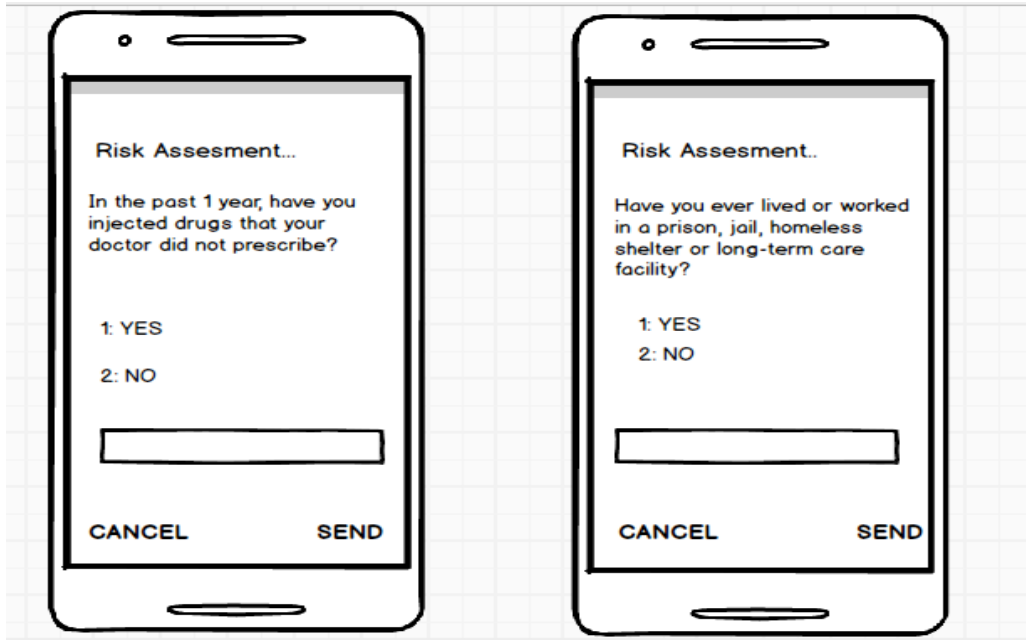 Risk Assesment...
In the past 1 year, have you
injected drugs that your
doctor did not prescribe?
1: YES
2: NO
CANCEL SEND
Risk Assesment..
Have you ever lived or worked
in a prison, jail, homeless
shelter or long-term care
facility?
1: YES
2: NO
CANCEL SEND